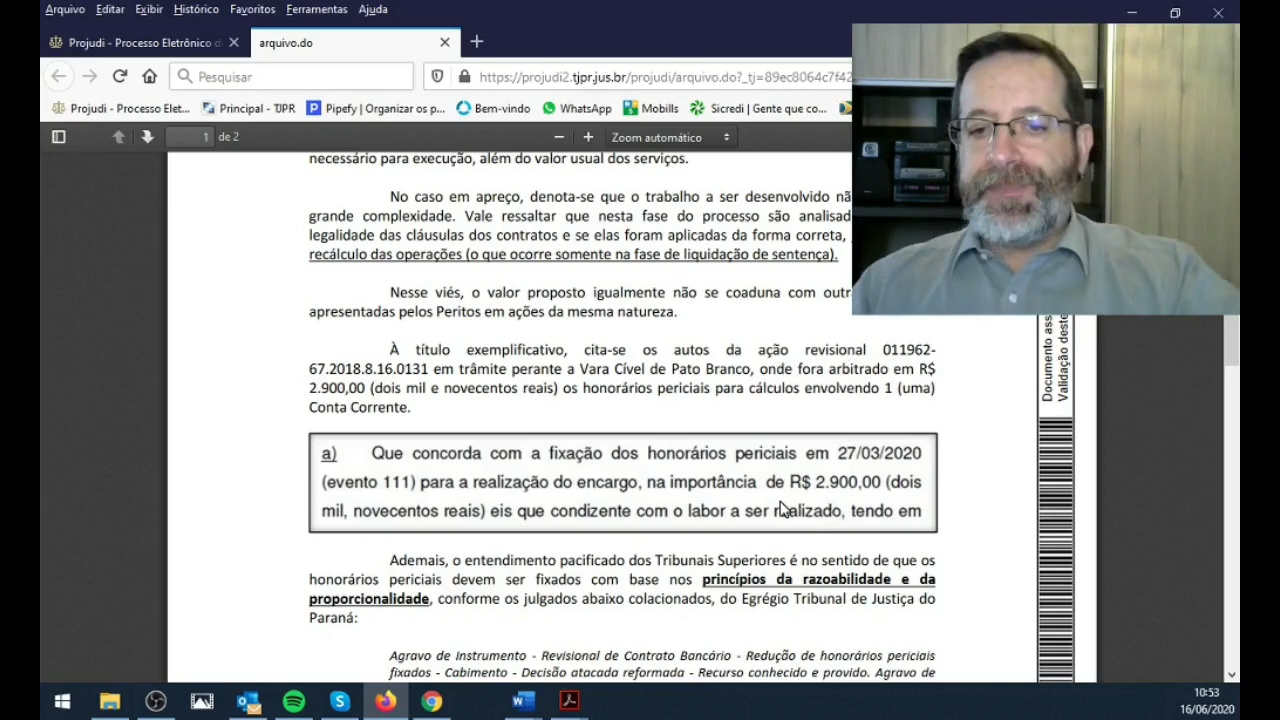 Arquivo Editar Exibir Histórico Favoritos Ferramentas Ajuda
Projudi - Processo Eletrônico d
arquivo.do
Pesquisar
https://projudi2.tjpr.jus.br/projudi/arquivo.do?_tj=89ec8064c7f42
Projudi - Processo Elet...
Principal - TJPR
Pipefy | Organizar os p...
Bem-vindo
WhatsApp
Mobills
Sicredi | Gente que co...
1 de 2
Zoom automático
necessário para execução, além do valor usual dos serviços.
No caso em apreço, denota-se que o trabalho a ser desenvolvido
grande complexidade. Vale ressaltar que nesta fase do processo são analisad
legalidade das cláusulas dos contratos e se elas foram aplicadas da forma correta,
recálculo das operações (o que ocorre somente na fase de liquidação de sentença).
Nesse viés, o valor proposto igualmente não se coaduna com outr
apresentadas pelos Peritos em ações da mesma natureza.
À título exemplificativo, cita-se os autos da ação revisional 011962-
67.2018.8.16.0131 em trâmite perante a Vara Cível de Pato Branco, onde fora arbitrado em R$
2.900,00 (dois mil e novecentos reais) os honorários periciais para cálculos envolvendo 1 (uma)
Conta Corrente.
a) Que concorda com a fixação dos honorários periciais em 27/03/2020
(evento 111) para a realização do encargo, na importância de R$ 2.900,00 (dois
mil, novecentos reais) eis que condizente com o labor a ser realizado, tendo em
Ademais, o entendimento pacificado dos Tribunais Superiores é no sentido de que os
honorários periciais devem ser fixados com base nos princípios da razoabilidade e da
proporcionalidade, conforme os julgados abaixo colacionados, do Egrégio Tribunal de Justiça do
Paraná:
Agravo de Instrumento - Revisional de Contrato Bancário - Redução de honorários periciais
fixados - Cabimento - Decisão atacada reformada - Recurso conhecido e provido. Agravo de
Documento ass
Validação deste
10:53
16/06/2020